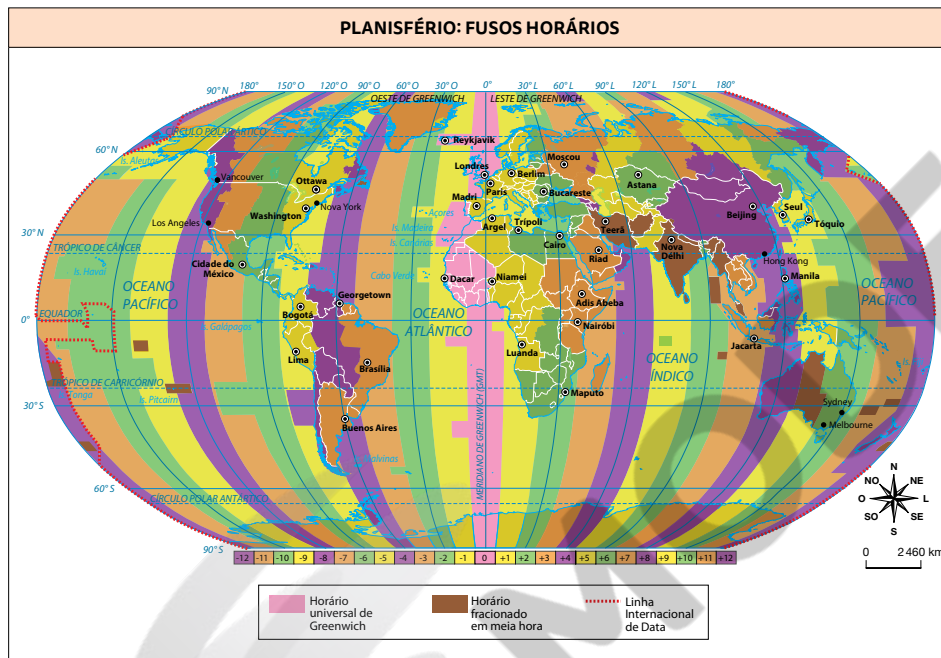 PLANISFÉRIO: FUSOS HORÁRIOS
180° 150° O 120° O 90° O 60° O 30° O 0° 30° L 60° L 90° L 120° L 150° L 180°
90° N
OESTE DE GREENWICH
LESTE DE GREENWICH
CÍRCULO POLAR ÁRTICO
60° N
Is. Aleutas
Reykjavik
Vancouver
Ottawa
Nova York
Washington
Los Angeles
Londres
Paris
Berlim
Moscou
Bucareste
Madri
Astana
Beijing
Seul
Tóquio
Açores
Is. Madeira
Is. Canárias
Argel
Trípoli
Cairo
Teerã
Riad
Nova
Délhi
Hong Kong
Manila
30° N
TRÓPICO DE CÂNCER
Is. Havaí
Cidade do
México
Cabo Verde
Dacar
Niamei
Adis Abeba
Nairóbi
OCEANO
PACÍFICO
Georgetown
Bogotá
OCEANO
ATLÂNTICO
OCEANO
PACÍFICO
EQUADOR
0°
Is. Galápagos
Lima
Brasília
Luanda
Jacarta
OCEANO
ÍNDICO
TRÓPICO DE CAPRICÓRNIO
Tonga
Is. Pitcairn
Maputo
30° S
Buenos Aires
Sydney
Melbourne
MERIDIANO DE GREENWICH (GMT)
60° S
CÍRCULO POLAR ANTÁRTICO
90° S
-12 -11 -10 -9 -8 -7 -6 -5 -4 -3 -2 -1 0 +1 +2 +3 +4 +5 +6 +7 +8 +9 +10 +11 +12
N
NO NE
O L
SO SE
S
0 2 460 km
Horário
universal de
Greenwich
Horário
fracionado
em meia hora
Linha
Internacional
de Data